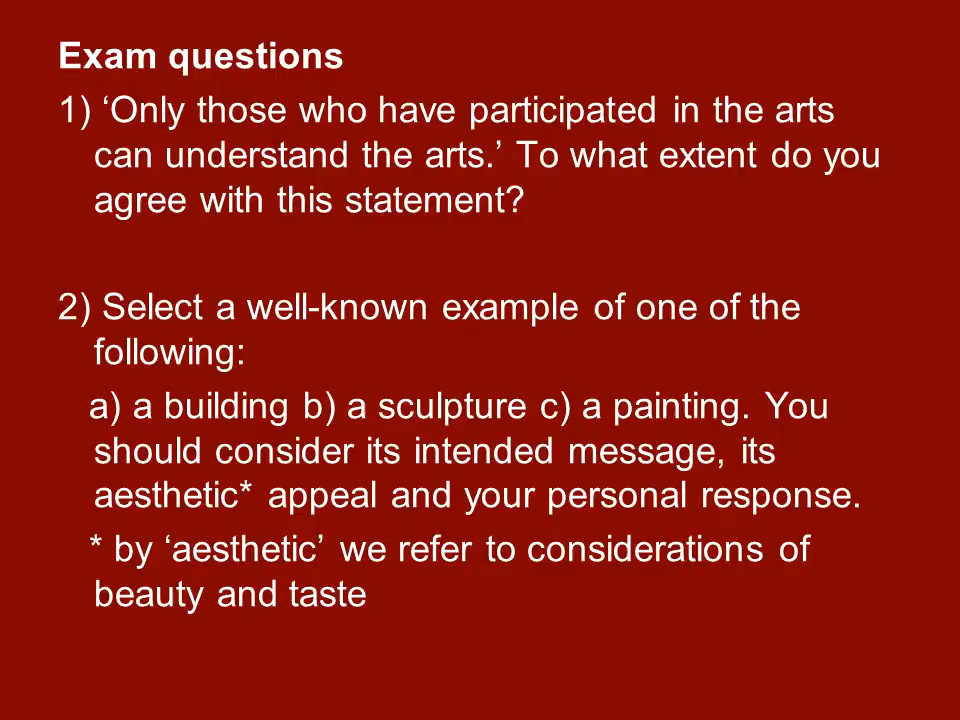 Exam questions
1) ‘Only those who have participated in the arts
can understand the arts.’ To what extent do you
agree with this statement?
2) Select a well-known example of one of the
following:
a) a building b) a sculpture c) a painting. You
should consider its intended message, its
aesthetic* appeal and your personal response.
* by ‘aesthetic’ we refer to considerations of
beauty and taste